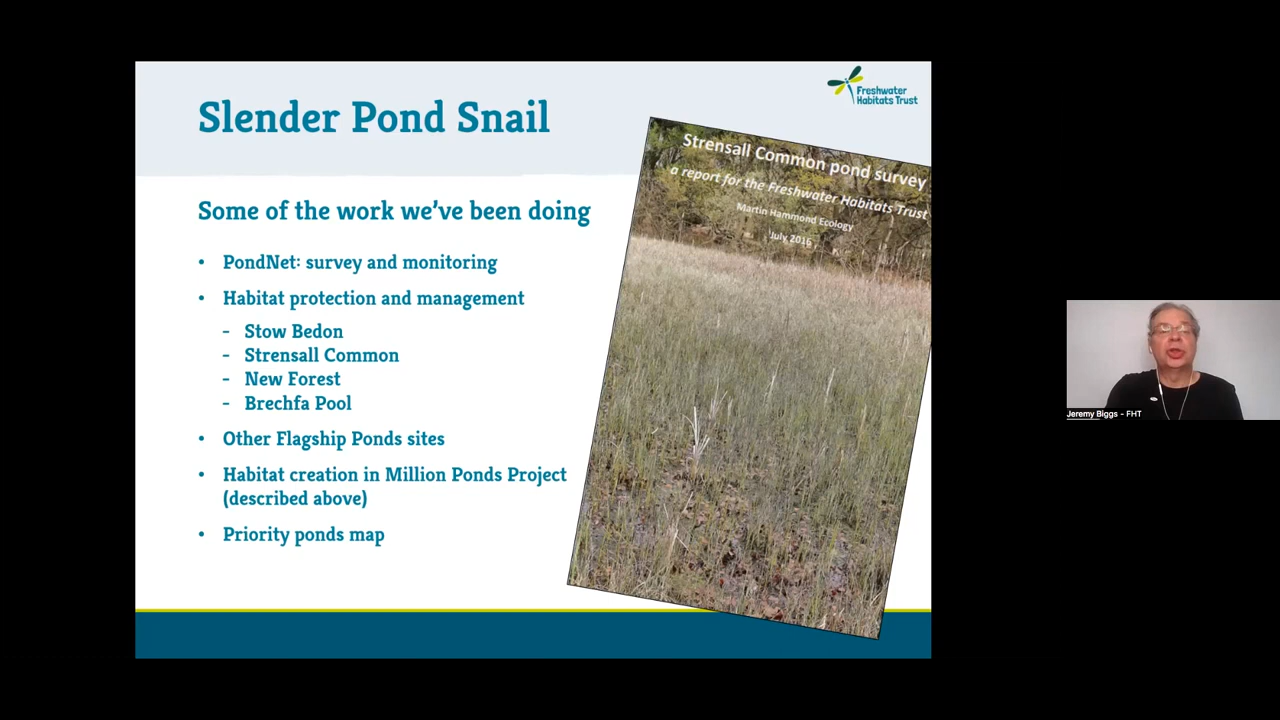 Freshwater
Habitats Trust
Slender Pond Snail
Some of the work we've been doing
• PondNet: survey and monitoring
• Habitat protection and management
- Stow Bedon
- Strensall Common
- New Forest
- Brechfa Pool
• Other Flagship Ponds sites
• Habitat creation in Million Ponds Project
(described above)
• Priority ponds map
Strensall Common pond survey
a report for the Freshwater Habitats Trust
Martin Hammond Ecology
July 2016
Jeremy Biggs - FHT